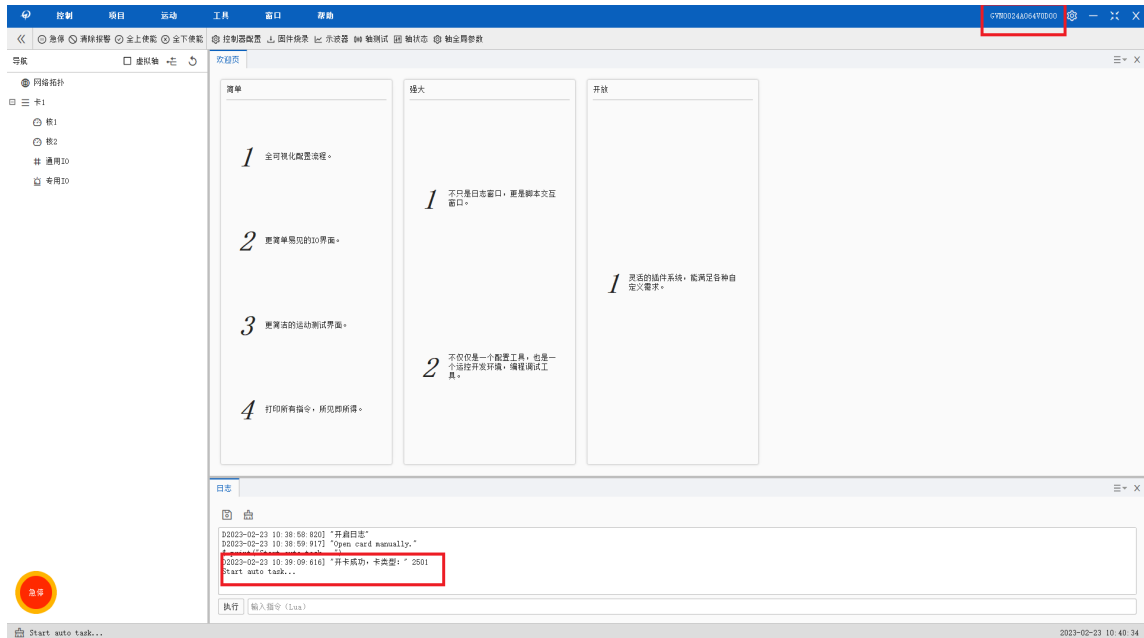 控制 项目 运动 工具 窗口 帮助 GVN0024A064V0D00
急停 清除报警 全上使能 全下使能 控制器配置 固件烧录 示波器 轴测试 轴状态 轴全局参数
导航 虚拟轴
欢迎页
网络拓扑
卡1
核1
核2
通用IO
专用IO
简单
1 全可视化配置流程。
2 更简单易见的IO界面。
3 更简洁的运动测试界面。
4 打印所有指令，所见即所得。
强大
1 不只是日志窗口，更是脚本交互
窗口。
2 不仅仅是一个配置工具，也是一
个运控开发环境，编程调试工
具。
开放
1 灵活的插件系统，能满足各种自
定义需求。
日志
D2023-02-23 10:38:58:820] "开启日志"
D2023-02-23 10:38:59:917] "Open card manually."
# print("Start auto task...")
D2023-02-23 10:39:09:616] "开卡成功，卡类型：" 2501
Start auto task...
执行 输入指令（Lua）
急停
Start auto task...
2023-02-23 10:40:34